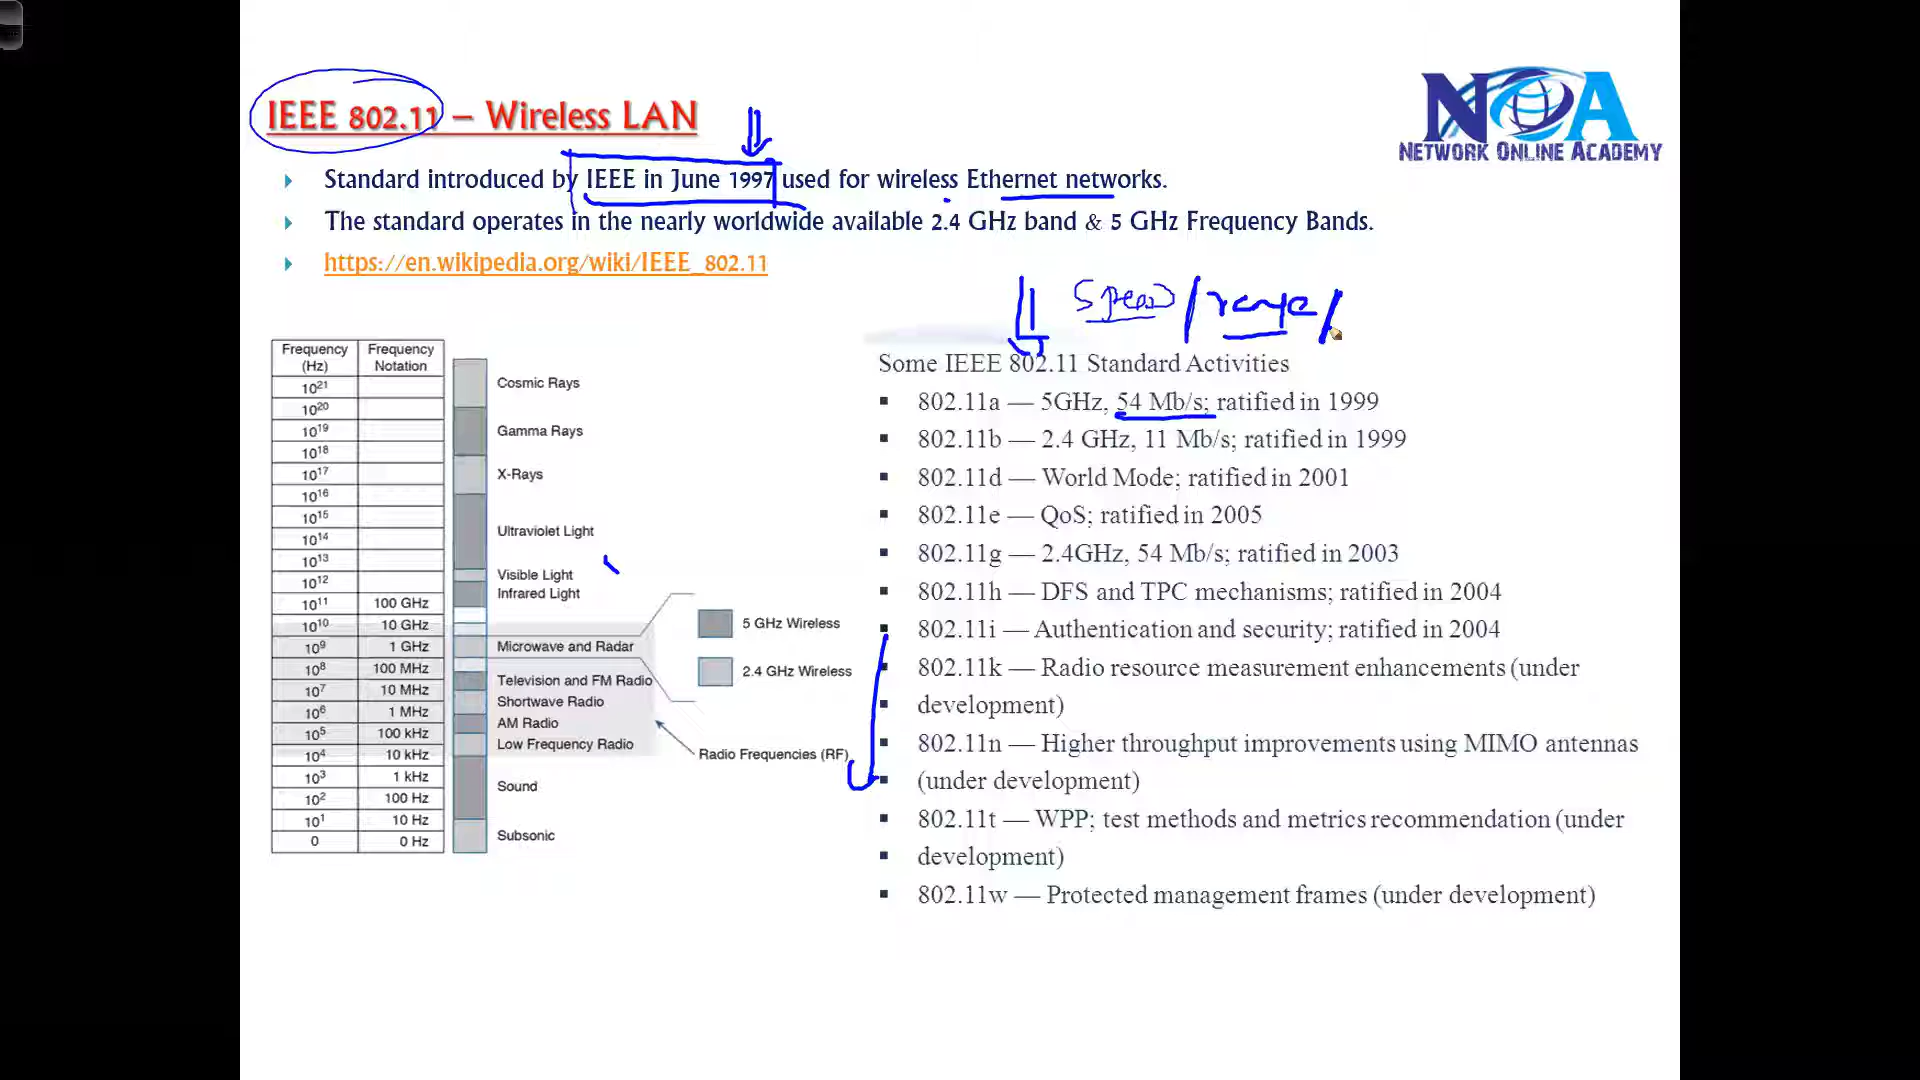 IEEE 802.11 – Wireless LAN
NOA
NETWORK ONLINE ACADEMY
Standard introduced by IEEE in June 1997 used for wireless Ethernet networks.
The standard operates in the nearly worldwide available 2.4 GHz band & 5 GHz Frequency Bands.
https://en.wikipedia.org/wiki/IEEE_802.11
Speed / range /
Frequency (Hz) Frequency Notation
10²¹
10²⁰
10¹⁹
10¹⁸
10¹⁷
10¹⁶
10¹⁵
10¹⁴
10¹³
10¹²
10¹¹ 100 GHz
10¹⁰ 10 GHz
10⁹ 1 GHz
10⁸ 100 MHz
10⁷ 10 MHz
10⁶ 1 MHz
10⁵ 100 kHz
10⁴ 10 kHz
10³ 1 kHz
10² 100 Hz
10¹ 10 Hz
0 0 Hz
Cosmic Rays
Gamma Rays
X-Rays
Ultraviolet Light
Visible Light
Infrared Light
Microwave and Radar
Television and FM Radio
Shortwave Radio
AM Radio
Low Frequency Radio
Sound
Subsonic
5 GHz Wireless
2.4 GHz Wireless
Radio Frequencies (RF)
Some IEEE 802.11 Standard Activities
802.11a — 5GHz, 54 Mb/s; ratified in 1999
802.11b — 2.4 GHz, 11 Mb/s; ratified in 1999
802.11d — World Mode; ratified in 2001
802.11e — QoS; ratified in 2005
802.11g — 2.4GHz, 54 Mb/s; ratified in 2003
802.11h — DFS and TPC mechanisms; ratified in 2004
802.11i — Authentication and security; ratified in 2004
802.11k — Radio resource measurement enhancements (under
development)
802.11n — Higher throughput improvements using MIMO antennas
(under development)
802.11t — WPP; test methods and metrics recommendation (under
development)
802.11w — Protected management frames (under development)